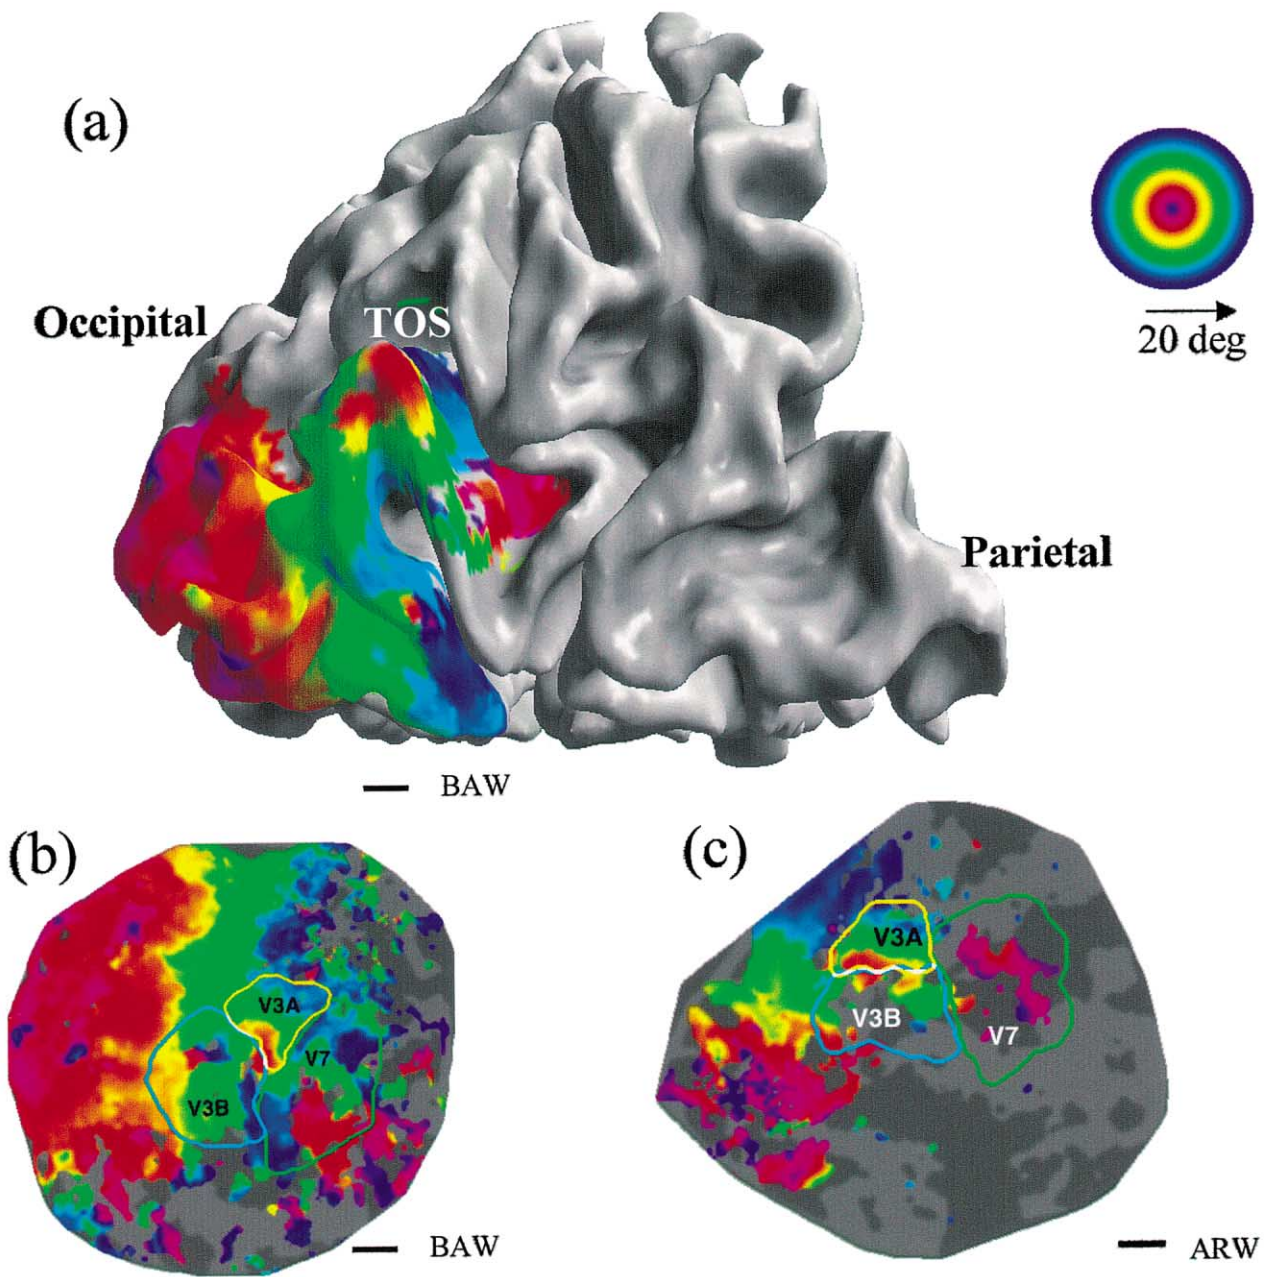 (a)
Occipital
TOS
20 deg
Parietal
BAW
(b)
V3A
V7
V3B
BAW
(c)
V3A
V3B
V7
ARW